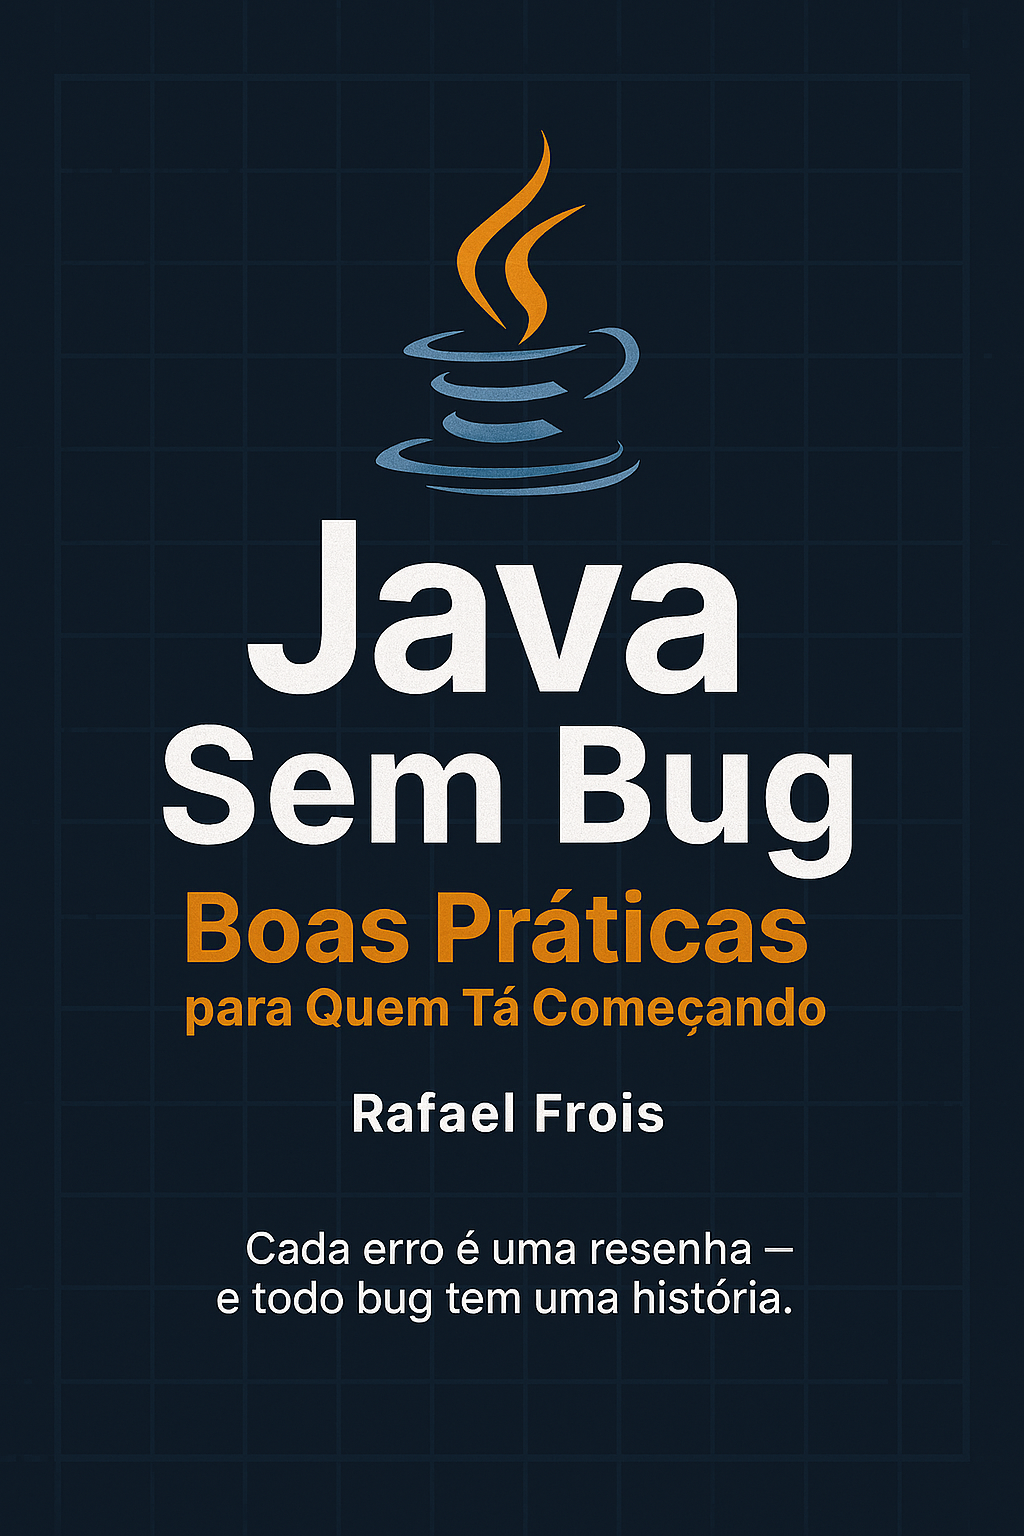 Java
Sem Bug
Boas Práticas
para Quem Tá Começando
Rafael Frois
Cada erro é uma resenha –
e todo bug tem uma história.